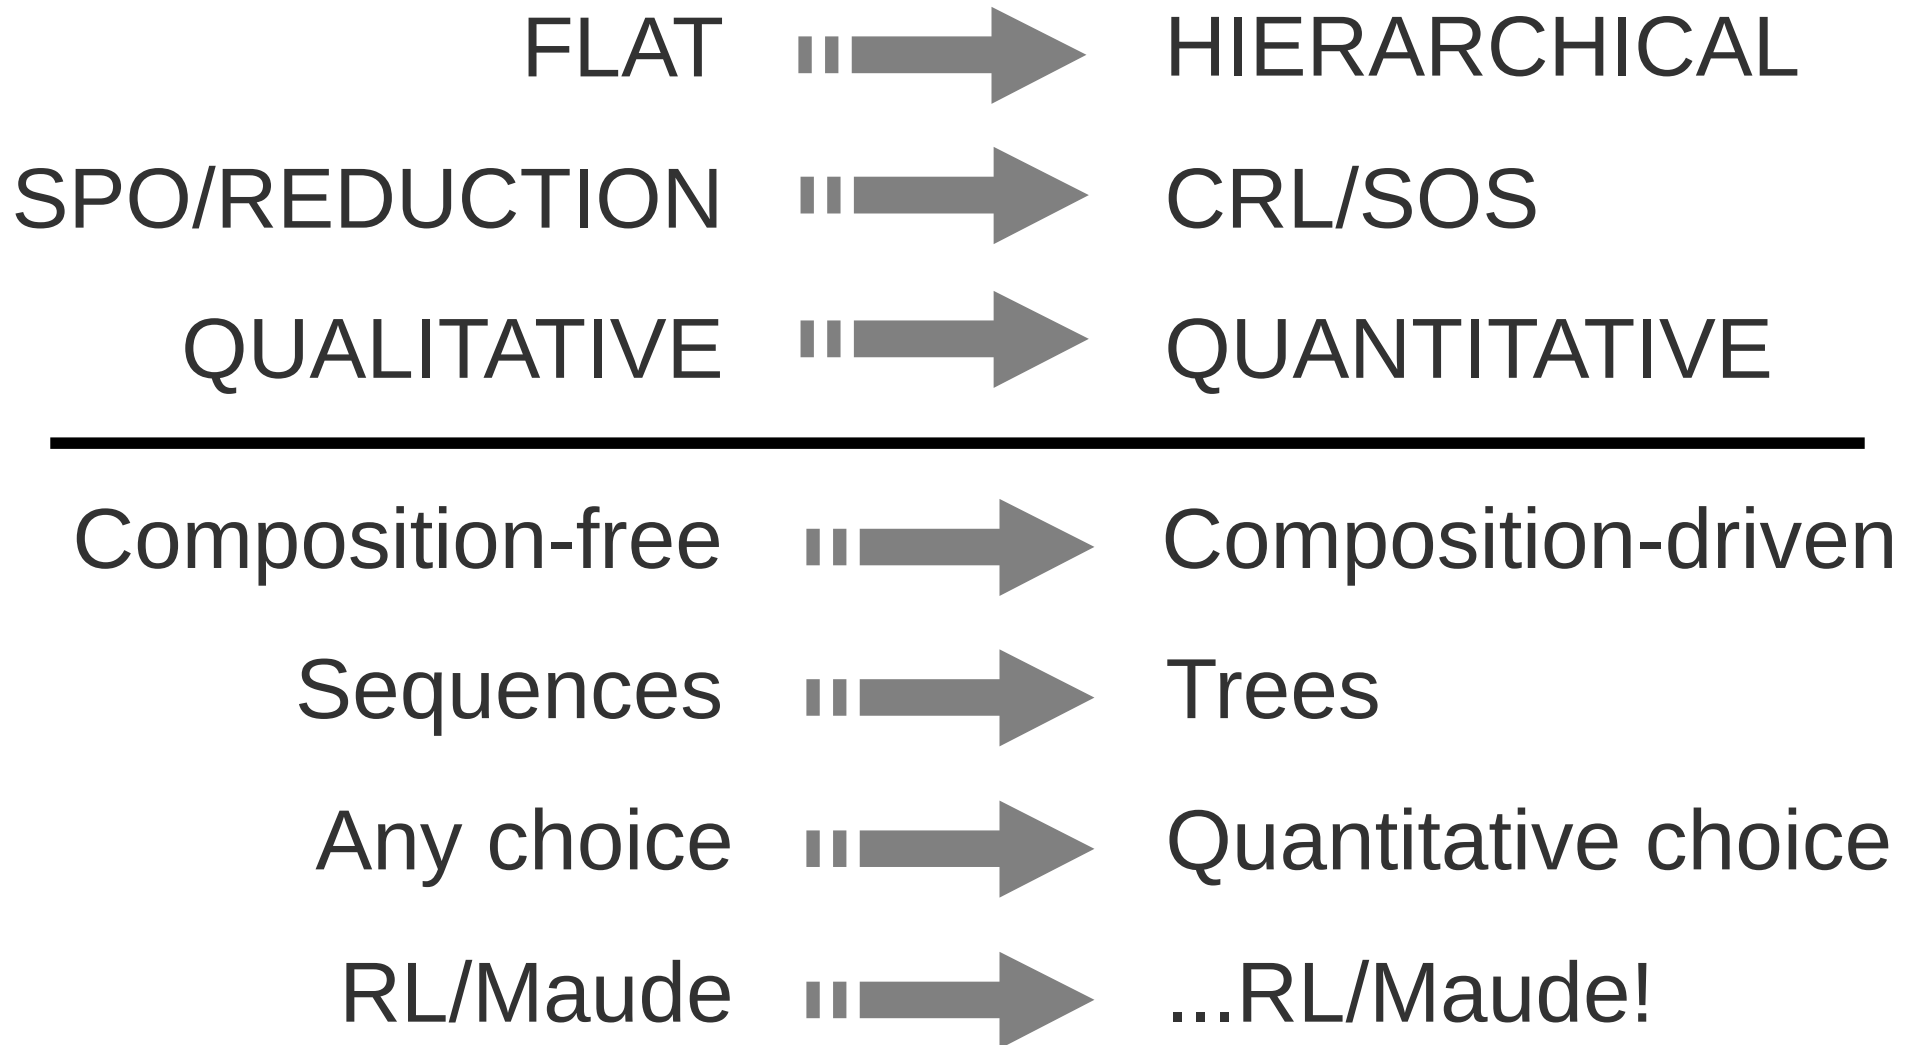 FLAT HIERARCHICAL
SPO/REDUCTION CRL/SOS
QUALITATIVE QUANTITATIVE
Composition-free Composition-driven
Sequences Trees
Any choice Quantitative choice
RL/Maude ...RL/Maude!